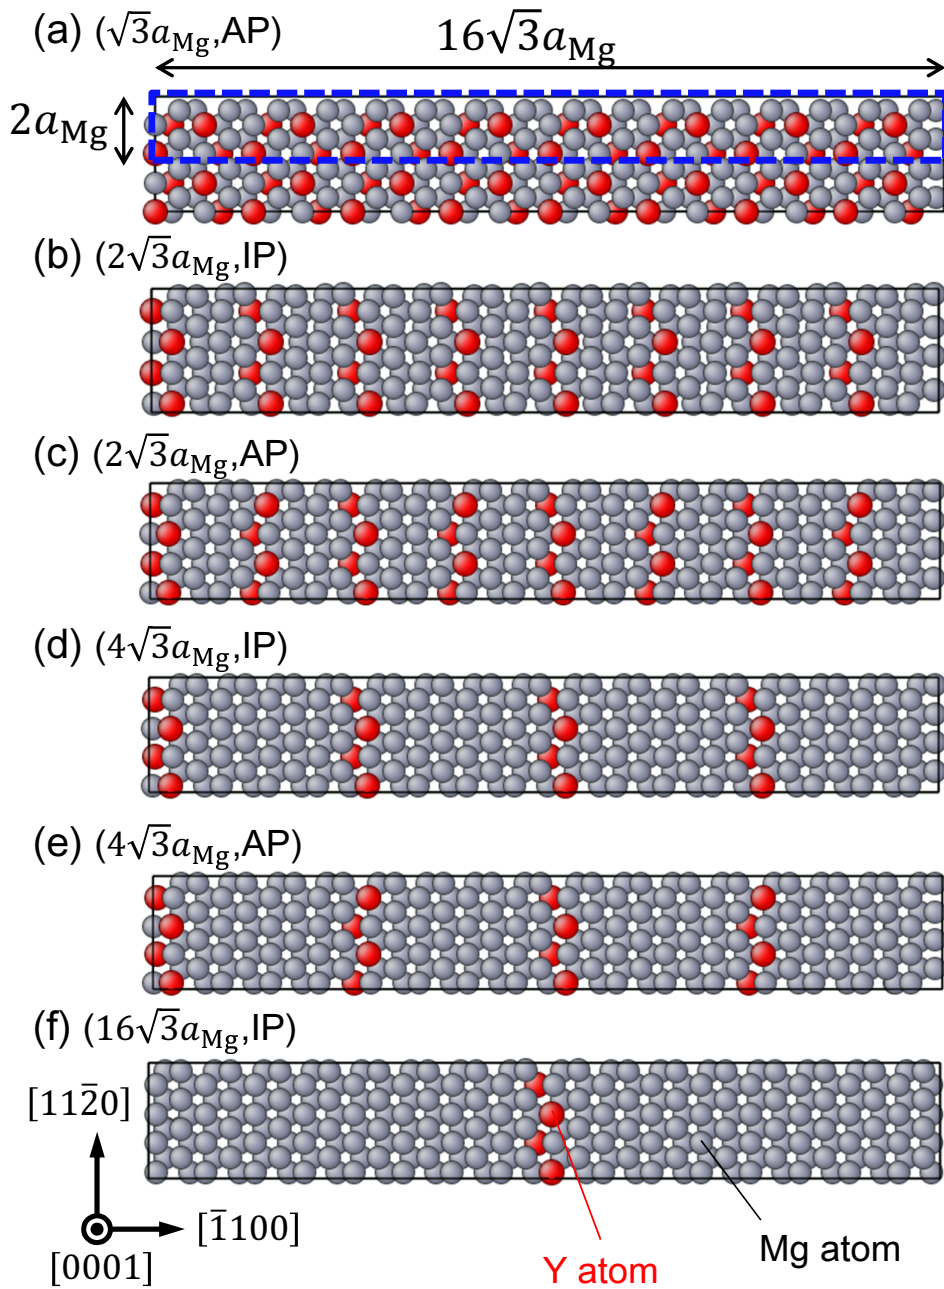 (a) (√3a_Mg,AP)
16√3a_Mg
2a_Mg
(b) (2√3a_Mg,IP)
(c) (2√3a_Mg,AP)
(d) (4√3a_Mg,IP)
(e) (4√3a_Mg,AP)
(f) (16√3a_Mg,IP)
[112̄0]
[1̄100]
[0001]
Y atom
Mg atom